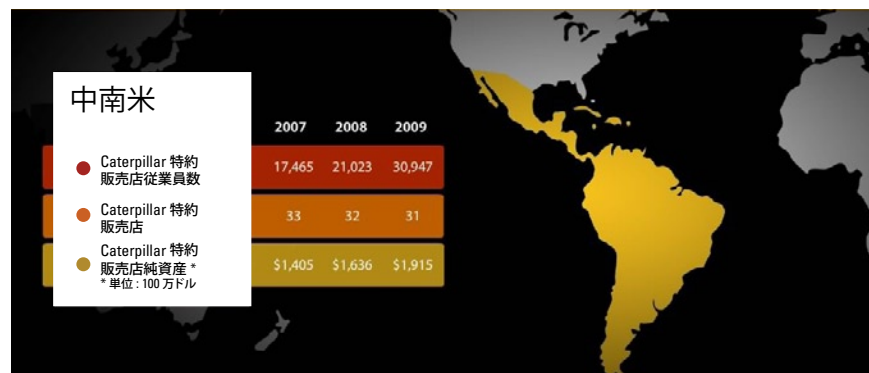 中南米
2007 2008 2009
Caterpillar 特約
販売店従業員数
17,465 21,023 30,947
Caterpillar 特約
販売店
33 32 31
Caterpillar 特約
販売店純資産 *
* 単位 : 100 万ドル
$1,405 $1,636 $1,915